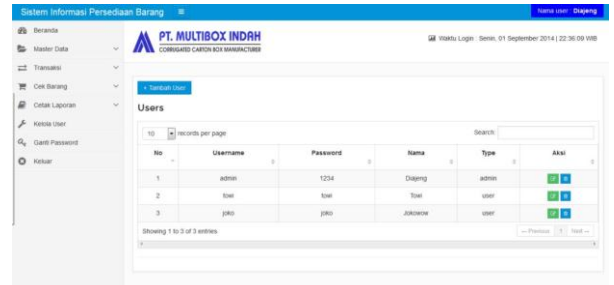 Sistem Informasi Persediaan Barang
Nama user : Diajeng
Beranda
Master Data
Transaksi
Cek Barang
Cetak Laporan
Kelola User
Ganti Password
Keluar
PT. MULTIBOX INDAH
CORRUGATED CARTON BOX MANUFACTURER
Waktu Login : Senin, 01 September 2014 | 22:36:09 WIB
+ Tambah User
Users
10 records per page
Search:
No Username Password Nama Type Aksi
1 admin 1234 Diajeng admin
2 towi towi Towi user
3 joko joko Jokowow user
Showing 1 to 3 of 3 entries
← Previous 1 Next →